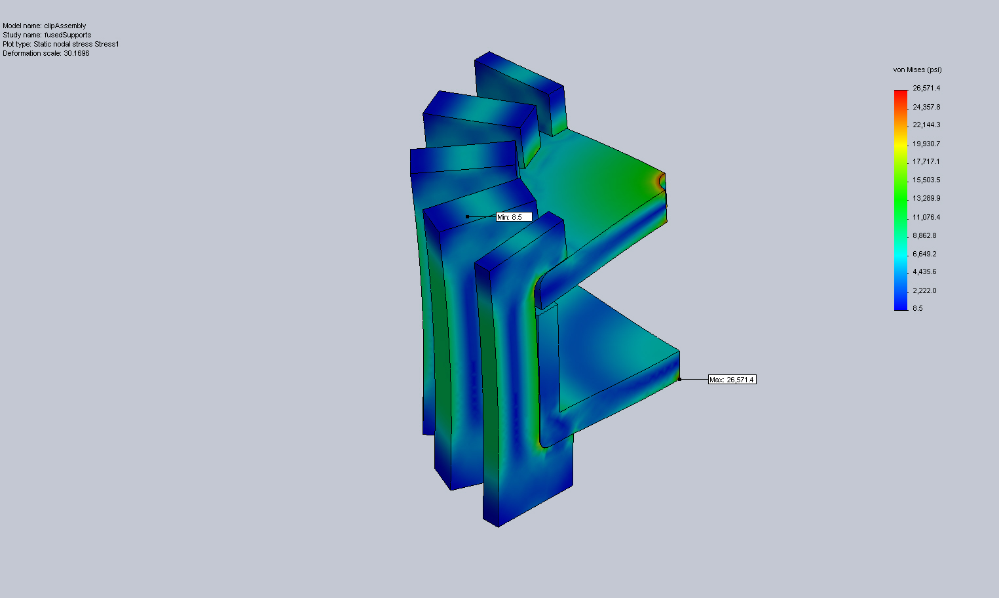 Model name: clipAssembly
Study name: fusedSupports
Plot type: Static nodal stress Stress1
Deformation scale: 30.1696
von Mises (psi)
26,571.4
24,357.8
22,144.3
19,930.7
17,717.1
15,503.5
13,289.9
11,076.4
8,862.8
6,649.2
4,435.6
2,222.0
8.5
Min: 8.5
Max: 26,571.4